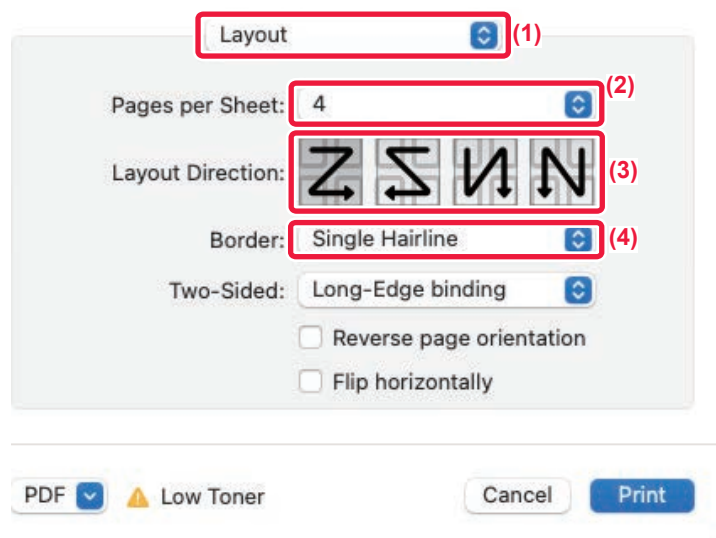 Layout (1)
Pages per Sheet: 4 (2)
Layout Direction: (3)
Border: Single Hairline (4)
Two-Sided: Long-Edge binding
Reverse page orientation
Flip horizontally
PDF Low Toner Cancel Print